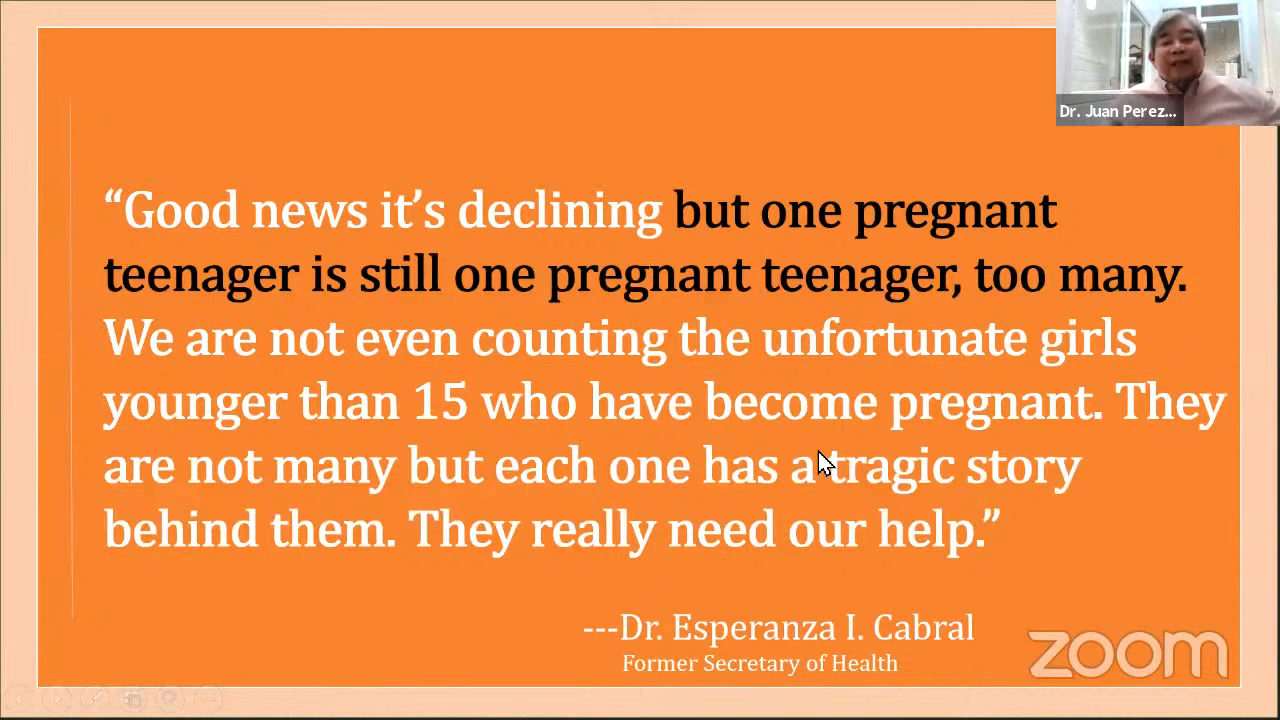 Dr. Juan Perez...
“Good news it’s declining but one pregnant
teenager is still one pregnant teenager, too many.
We are not even counting the unfortunate girls
younger than 15 who have become pregnant. They
are not many but each one has a tragic story
behind them. They really need our help.”
---Dr. Esperanza I. Cabral
Former Secretary of Health
zoom